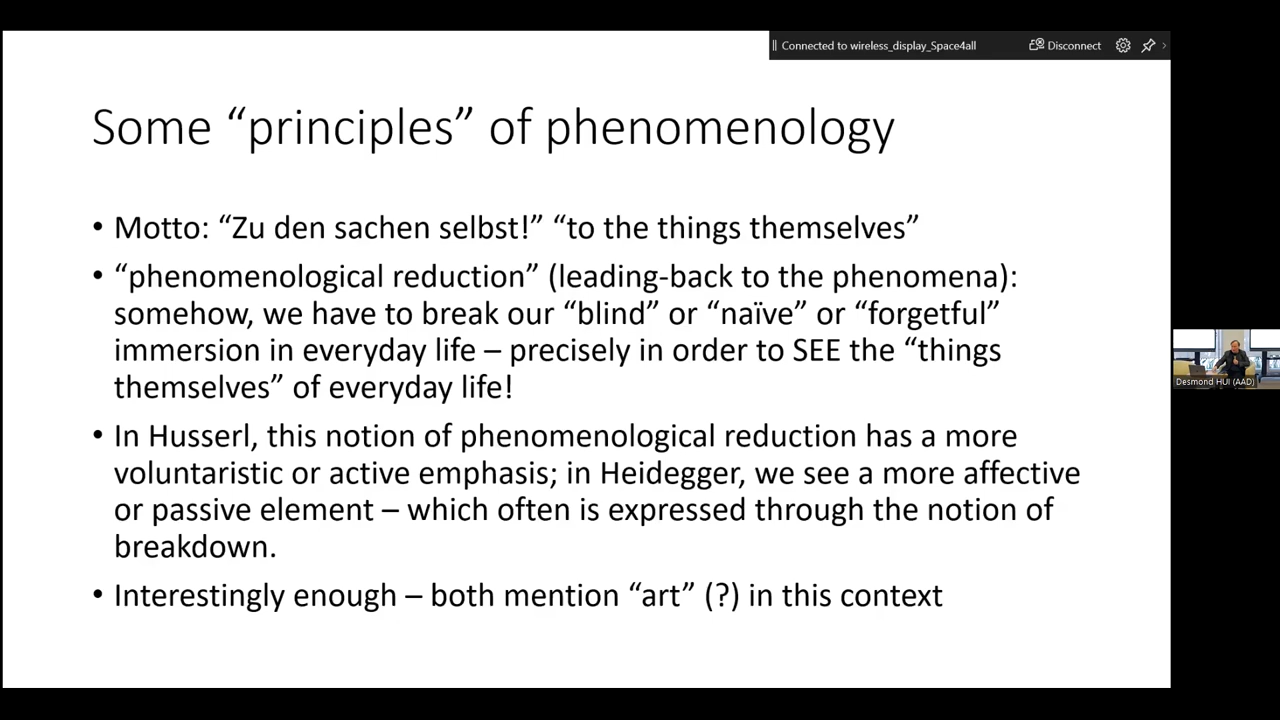 Connected to wireless_display_Space4all Disconnect
Some “principles” of phenomenology
• Motto: “Zu den sachen selbst!” “to the things themselves”
• “phenomenological reduction” (leading-back to the phenomena):
somehow, we have to break our “blind” or “naïve” or “forgetful”
immersion in everyday life – precisely in order to SEE the “things
themselves” of everyday life!
• In Husserl, this notion of phenomenological reduction has a more
voluntaristic or active emphasis; in Heidegger, we see a more affective
or passive element – which often is expressed through the notion of
breakdown.
• Interestingly enough – both mention “art” (?) in this context
Desmond HUI (AAD)